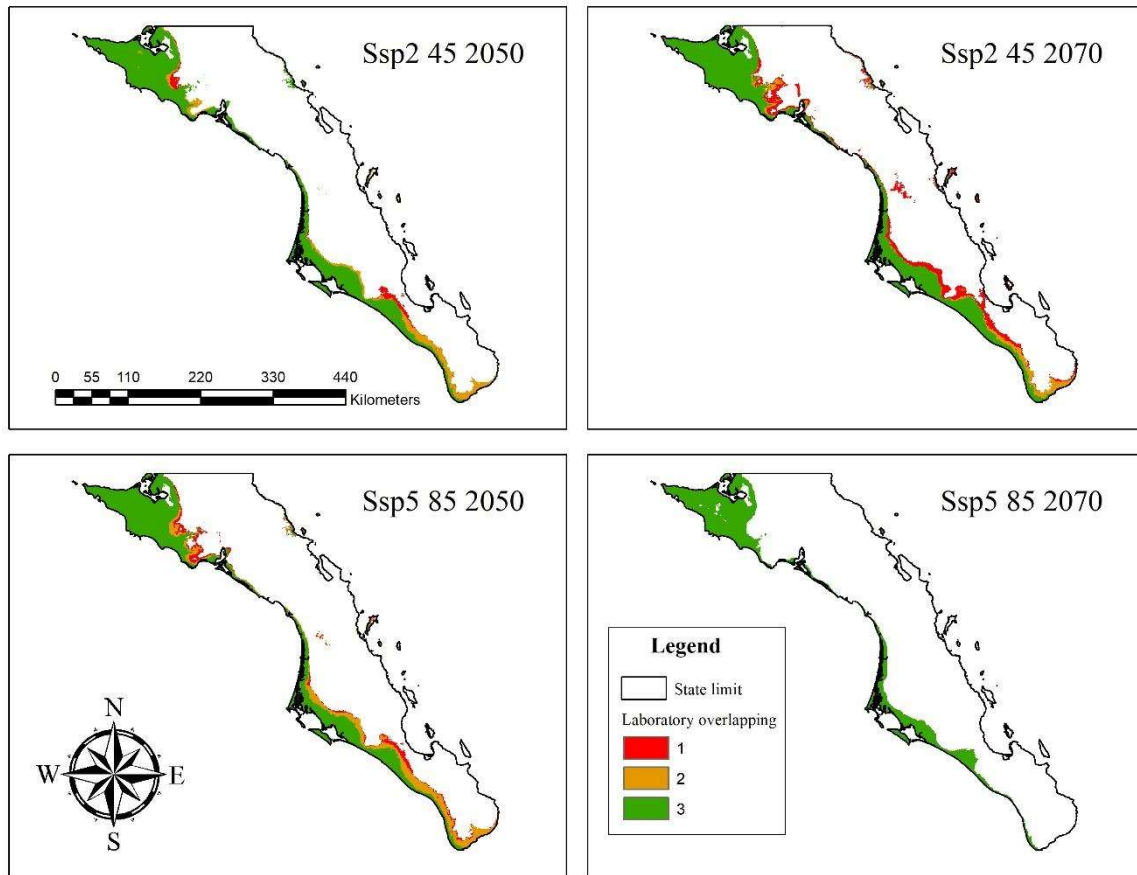 Ssp2 45 2050
Ssp2 45 2070
0 55 110 220 330 440
Kilometers
Ssp5 85 2050
Ssp5 85 2070
N
W E
S
Legend
State limit
Laboratory overlapping
1
2
3